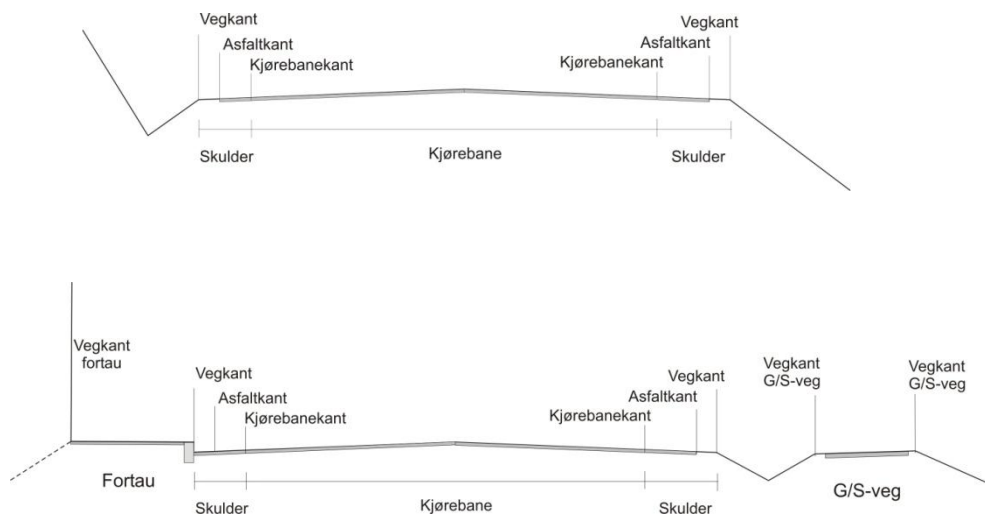 Vegkant
Asfaltkant
Kjørebanekant
Vegkant
Asfaltkant
Kjørebanekant
Skulder
Kjørebane
Skulder
Vegkant
fortau
Vegkant
Asfaltkant
Kjørebanekant
Vegkant
Asfaltkant
Kjørebanekant
Vegkant
G/S-veg
Vegkant
G/S-veg
Fortau
Skulder
Kjørebane
Skulder
G/S-veg